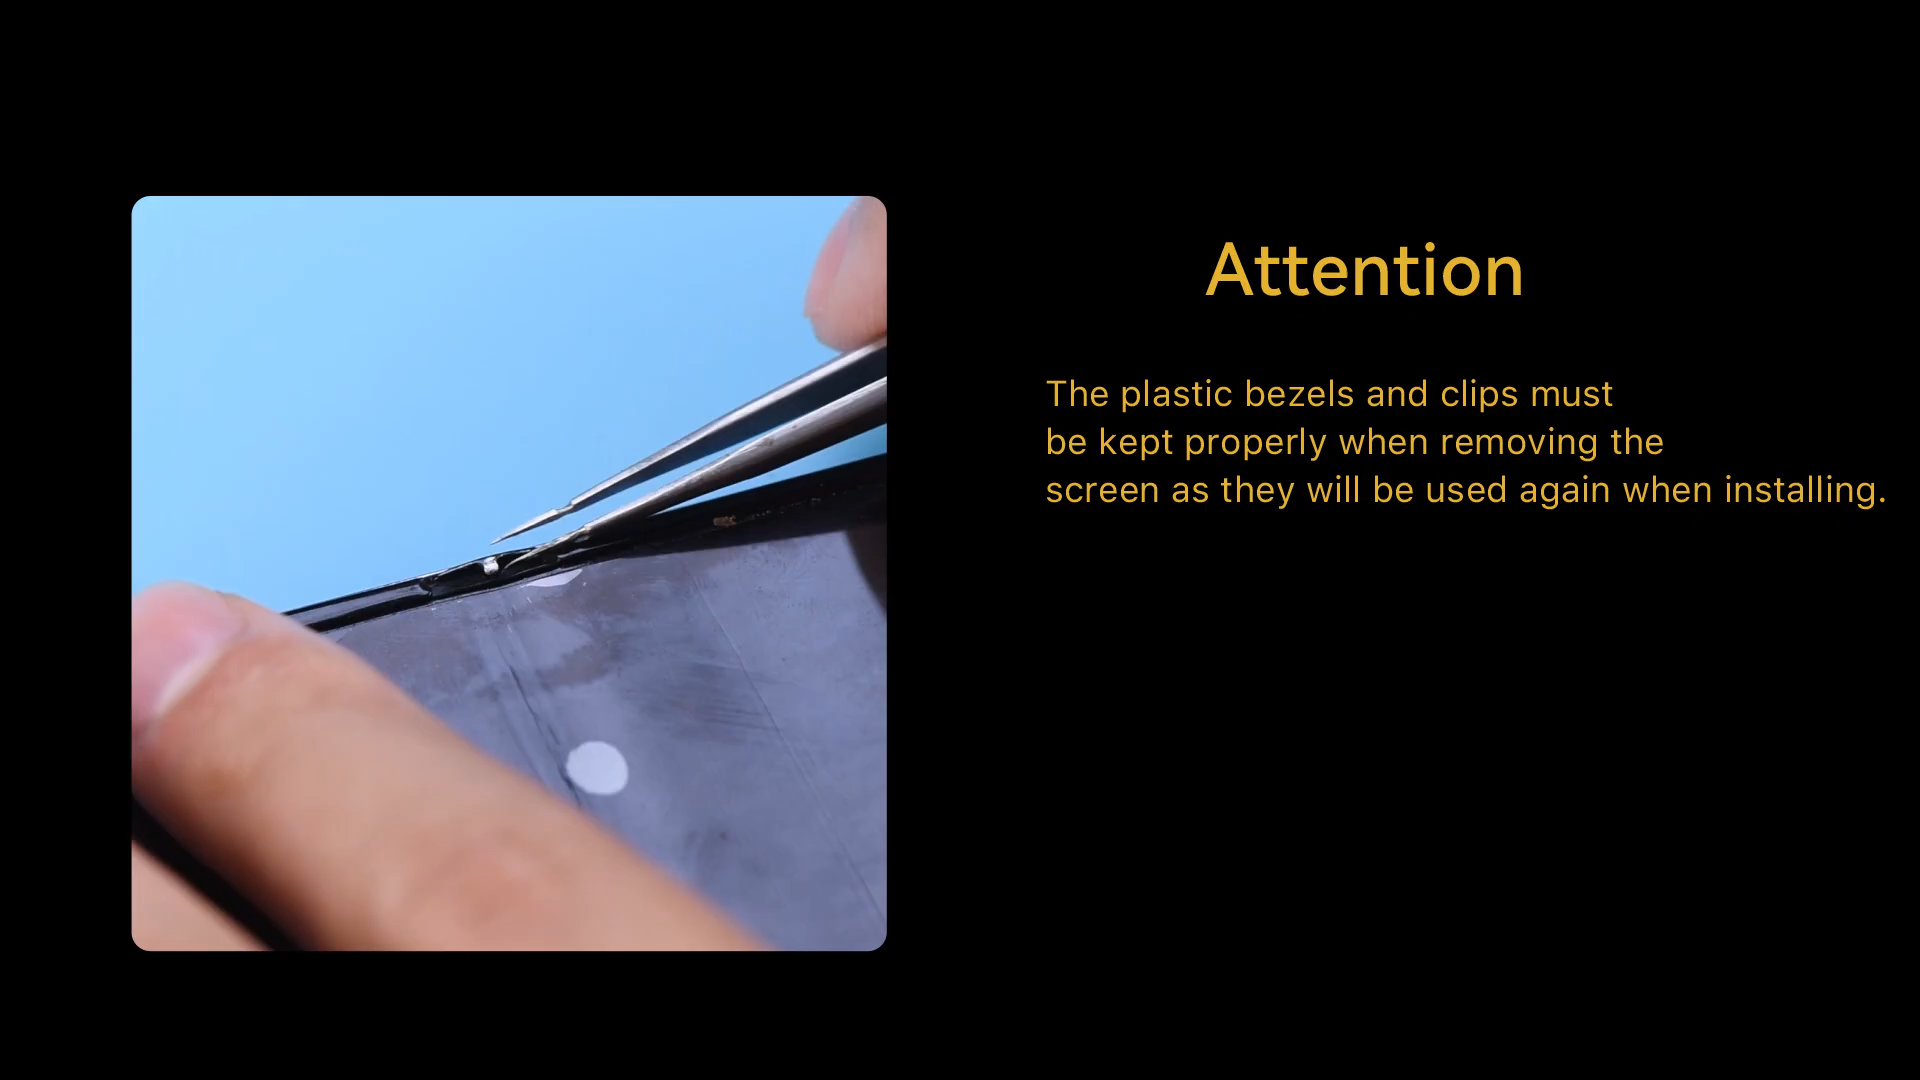 Attention
The plastic bezels and clips must
be kept properly when removing the
screen as they will be used again when installing.